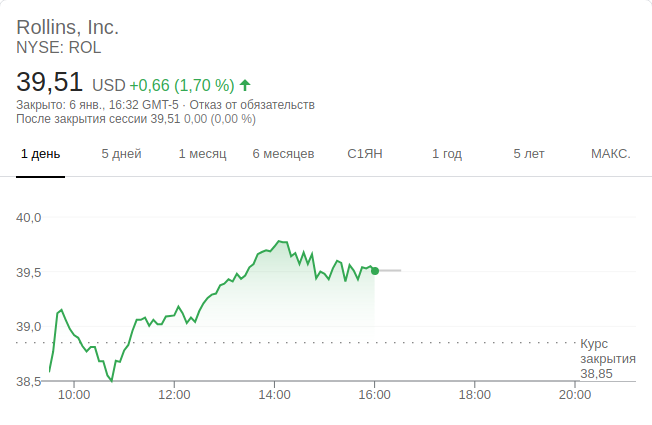 Rollins, Inc.
NYSE: ROL
39,51 USD +0,66 (1,70 %)
Закрыто: 6 янв., 16:32 GMT-5 · Отказ от обязательств
После закрытия сессии 39,51 0,00 (0,00 %)
1 день 5 дней 1 месяц 6 месяцев С1ЯН 1 год 5 лет МАКС.
40,0
39,5
39,0
Курс
закрытия
38,85
38,5
10:00 12:00 14:00 16:00 18:00 20:00